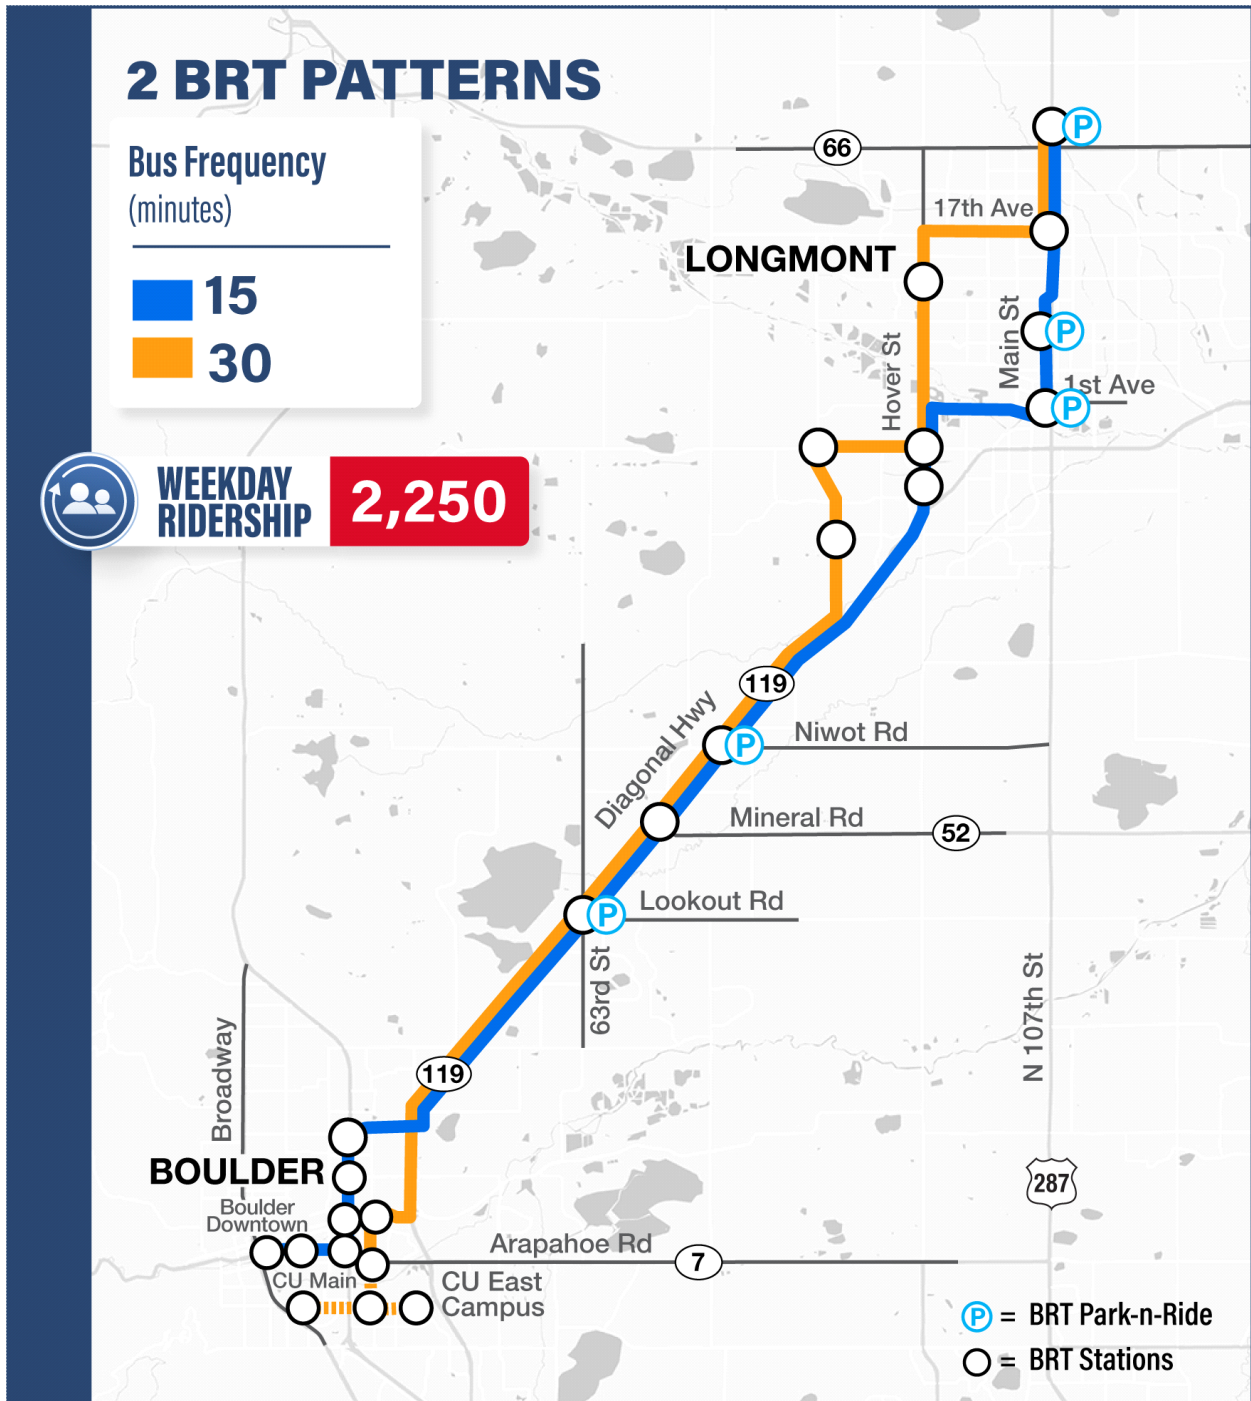 2 BRT PATTERNS
Bus Frequency
(minutes)
15
30
WEEKDAY
RIDERSHIP
2,250
66
P
17th Ave
LONGMONT
Main St
P
Hover St
1st Ave
P
119
Diagonal Hwy
P
Niwot Rd
Mineral Rd
52
P
Lookout Rd
63rd St
N 107th St
119
Broadway
BOULDER
287
Boulder
Downtown
Arapahoe Rd
7
CU Main
CU East
Campus
P = BRT Park-n-Ride
= BRT Stations